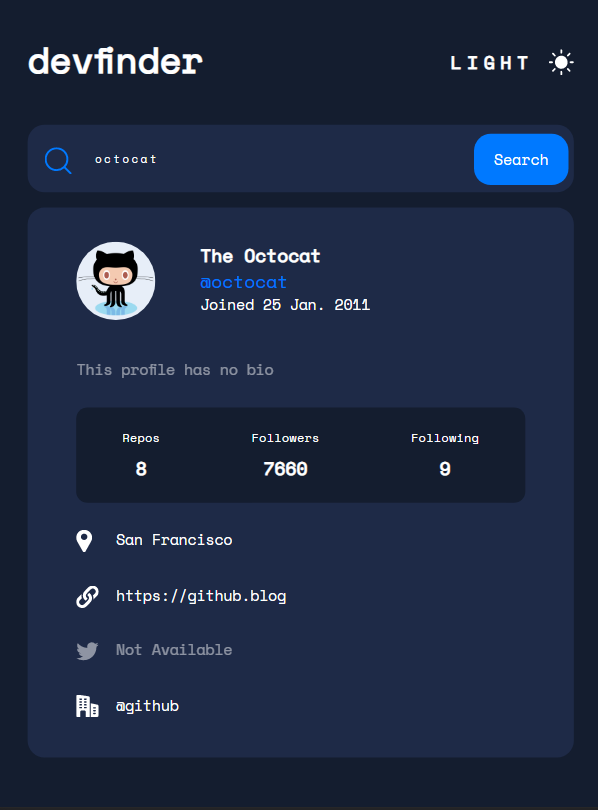 devfinder
LIGHT
octocat
Search
The Octocat
@octocat
Joined 25 Jan. 2011
This profile has no bio
Repos Followers Following
8 7660 9
San Francisco
https://github.blog
Not Available
@github